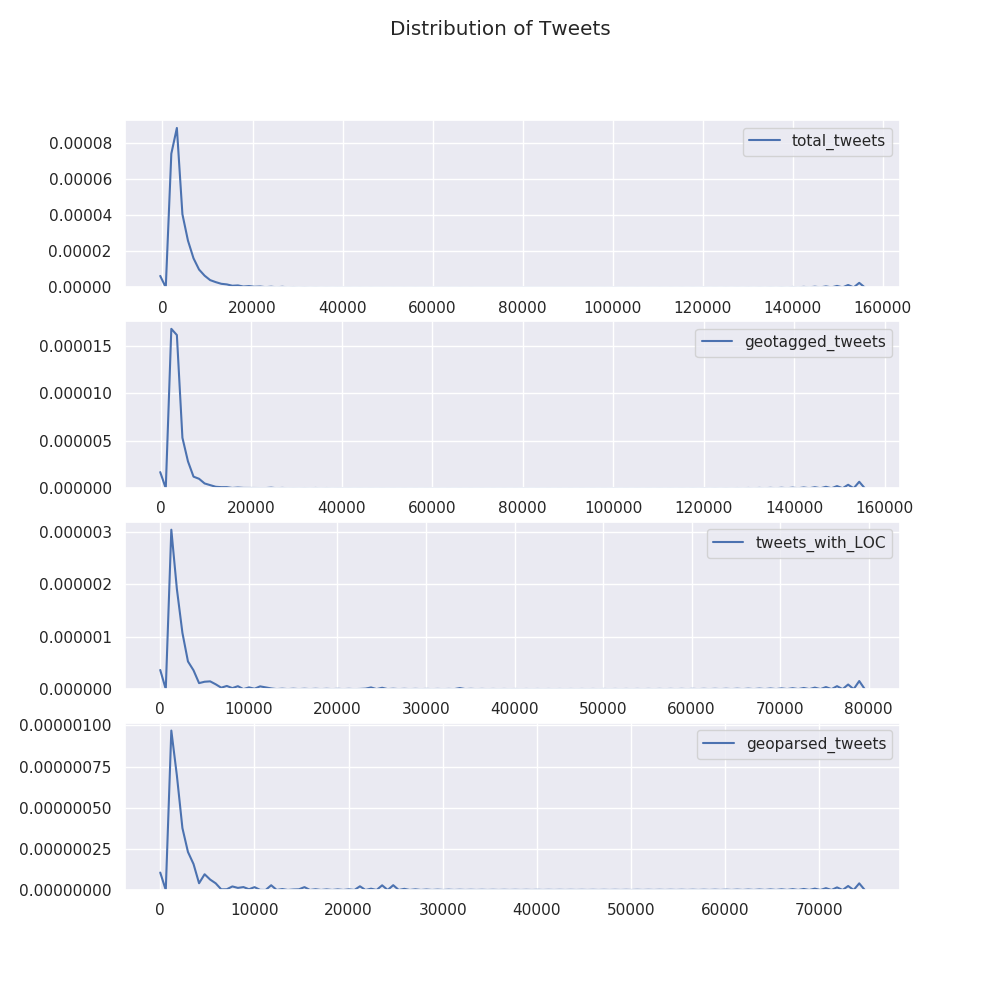 Distribution of Tweets
total_tweets
0.00008
0.00006
0.00004
0.00002
0.00000
0 20000 40000 60000 80000 100000 120000 140000 160000
geotagged_tweets
0.000015
0.000010
0.000005
0.000000
0 20000 40000 60000 80000 100000 120000 140000 160000
tweets_with_LOC
0.000003
0.000002
0.000001
0.000000
0 10000 20000 30000 40000 50000 60000 70000 80000
0.00000100
geoparsed_tweets
0.00000075
0.00000050
0.00000025
0.00000000
0 10000 20000 30000 40000 50000 60000 70000